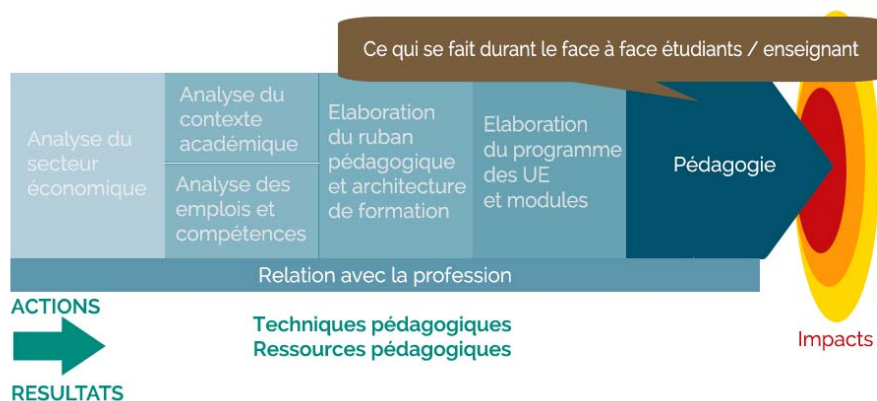 Ce qui se fait durant le face à face étudiants / enseignant
Analyse du
secteur
économique
Analyse du
contexte
académique
Analyse des
emplois et
compétences
Elaboration
du ruban
pédagogique
et architecture
de formation
Elaboration
du programme
des UE
et modules
Pédagogie
Relation avec la profession
ACTIONS
RESULTATS
Techniques pédagogiques
Ressources pédagogiques
Impacts